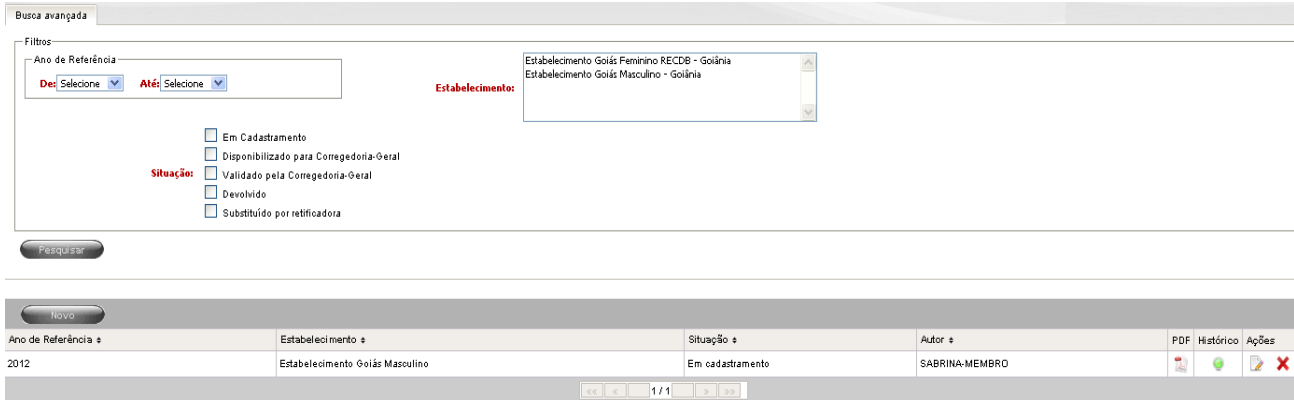 Busca avançada
Filtros
Ano de Referência
De: Selecione Até: Selecione
Estabelecimento:
Estabelecimento Goiás Feminino RECDB - Goiânia
Estabelecimento Goiás Masculino - Goiânia
Situação:
Em Cadastramento
Disponibilizado para Corregedoria-Geral
Validado pela Corregedoria-Geral
Devolvido
Substituído por retificadora
Pesquisar
Novo
Ano de Referência Estabelecimento Situação Autor PDF Histórico Ações
2012 Estabelecimento Goiás Masculino Em cadastramento SABRINA-MEMBRO
<< < 1 / 1 > >>